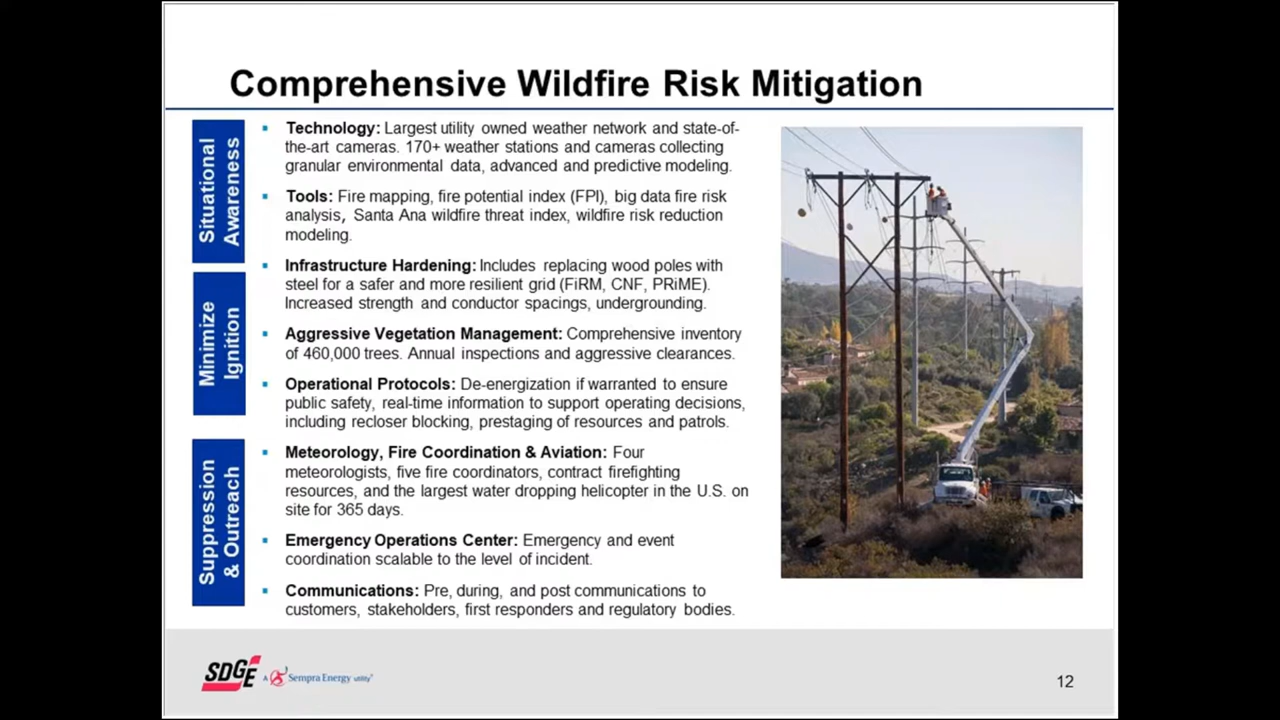 Comprehensive Wildfire Risk Mitigation
Situational
Awareness
Technology: Largest utility owned weather network and state-of-
the-art cameras. 170+ weather stations and cameras collecting
granular environmental data, advanced and predictive modeling.
Tools: Fire mapping, fire potential index (FPI), big data fire risk
analysis, Santa Ana wildfire threat index, wildfire risk reduction
modeling.
Minimize
Ignition
Infrastructure Hardening: Includes replacing wood poles with
steel for a safer and more resilient grid (FiRM, CNF, PRiME).
Increased strength and conductor spacings, undergrounding.
Aggressive Vegetation Management: Comprehensive inventory
of 460,000 trees. Annual inspections and aggressive clearances.
Operational Protocols: De-energization if warranted to ensure
public safety, real-time information to support operating decisions,
including recloser blocking, prestaging of resources and patrols.
Suppression
& Outreach
Meteorology, Fire Coordination & Aviation: Four
meteorologists, five fire coordinators, contract firefighting
resources, and the largest water dropping helicopter in the U.S. on
site for 365 days.
Emergency Operations Center: Emergency and event
coordination scalable to the level of incident.
Communications: Pre, during, and post communications to
customers, stakeholders, first responders and regulatory bodies.
SDGE
A Sempra Energy utility®
12